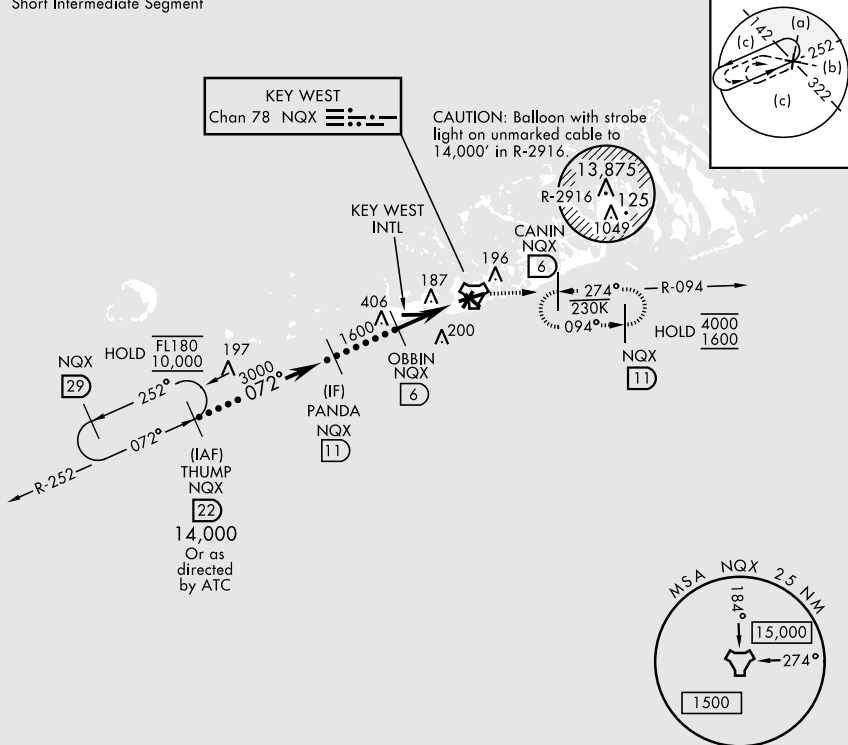 Short Intermediate Segment
142
(a)
(c)
252
(b)
322
(c)
KEY WEST
Chan 78 NQX
CAUTION: Balloon with strobe
light on unmarked cable to
14,000' in R-2916.
13,875
R-2916
125
1049
KEY WEST
INTL
CANIN
NQX
6
196
187
406
200
274°
230K
094°
R-094
HOLD 4000
1600
NQX
11
1600
OBBIN
NQX
6
NQX
29
HOLD FL180
10,000
197
3000
072°
252°
072°
R-252
(IF)
PANDA
NQX
11
(IAF)
THUMP
NQX
22
14,000
Or as
directed
by ATC
MSA NQX 25 NM
184°
15,000
274°
1500